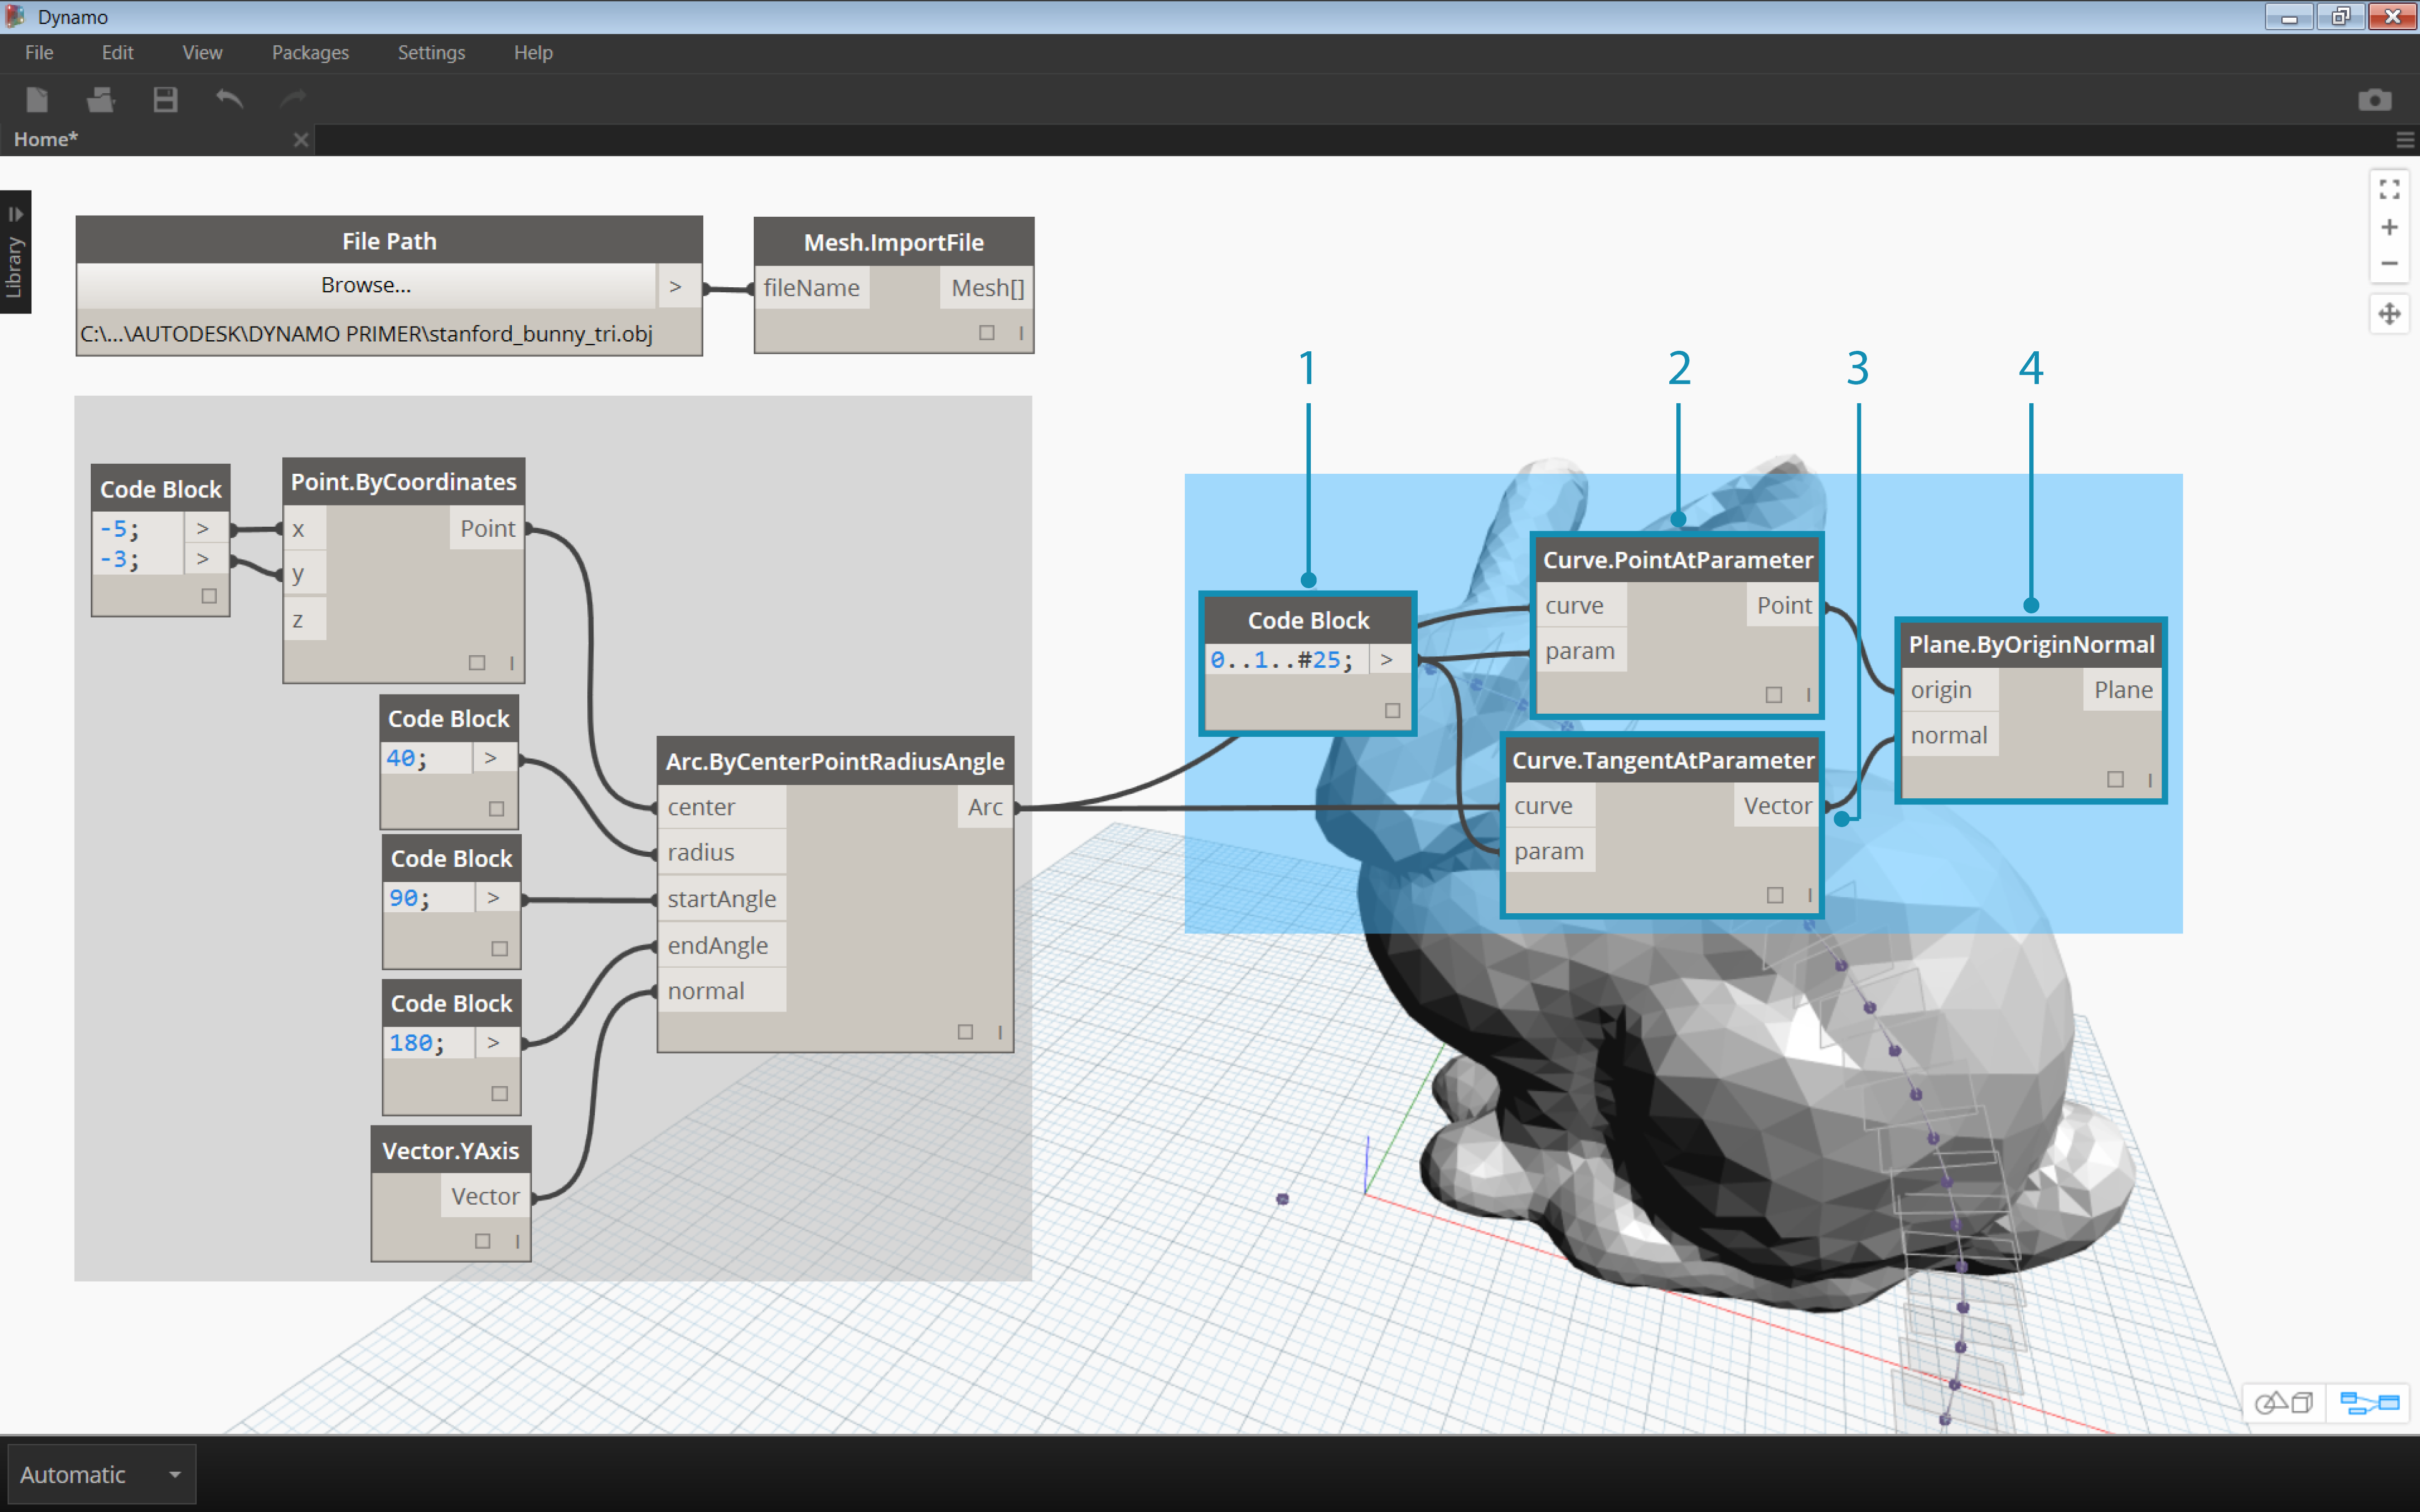 Dynamo
File Edit View Packages Settings Help
Home*
Library
File Path
Browse... >
C:\...\AUTODESK\DYNAMO PRIMER\stanford_bunny_tri.obj
Mesh.ImportFile
fileName Mesh[]
1 2 3 4
Code Block
-5; >
-3; >
Point.ByCoordinates
x Point
y
z
Code Block
40; >
Code Block
90; >
Code Block
180; >
Vector.YAxis
Vector
Arc.ByCenterPointRadiusAngle
center Arc
radius
startAngle
endAngle
normal
Code Block
0..1..#25; >
Curve.PointAtParameter
curve Point
param
Curve.TangentAtParameter
curve Vector
param
Plane.ByOriginNormal
origin Plane
normal
Automatic